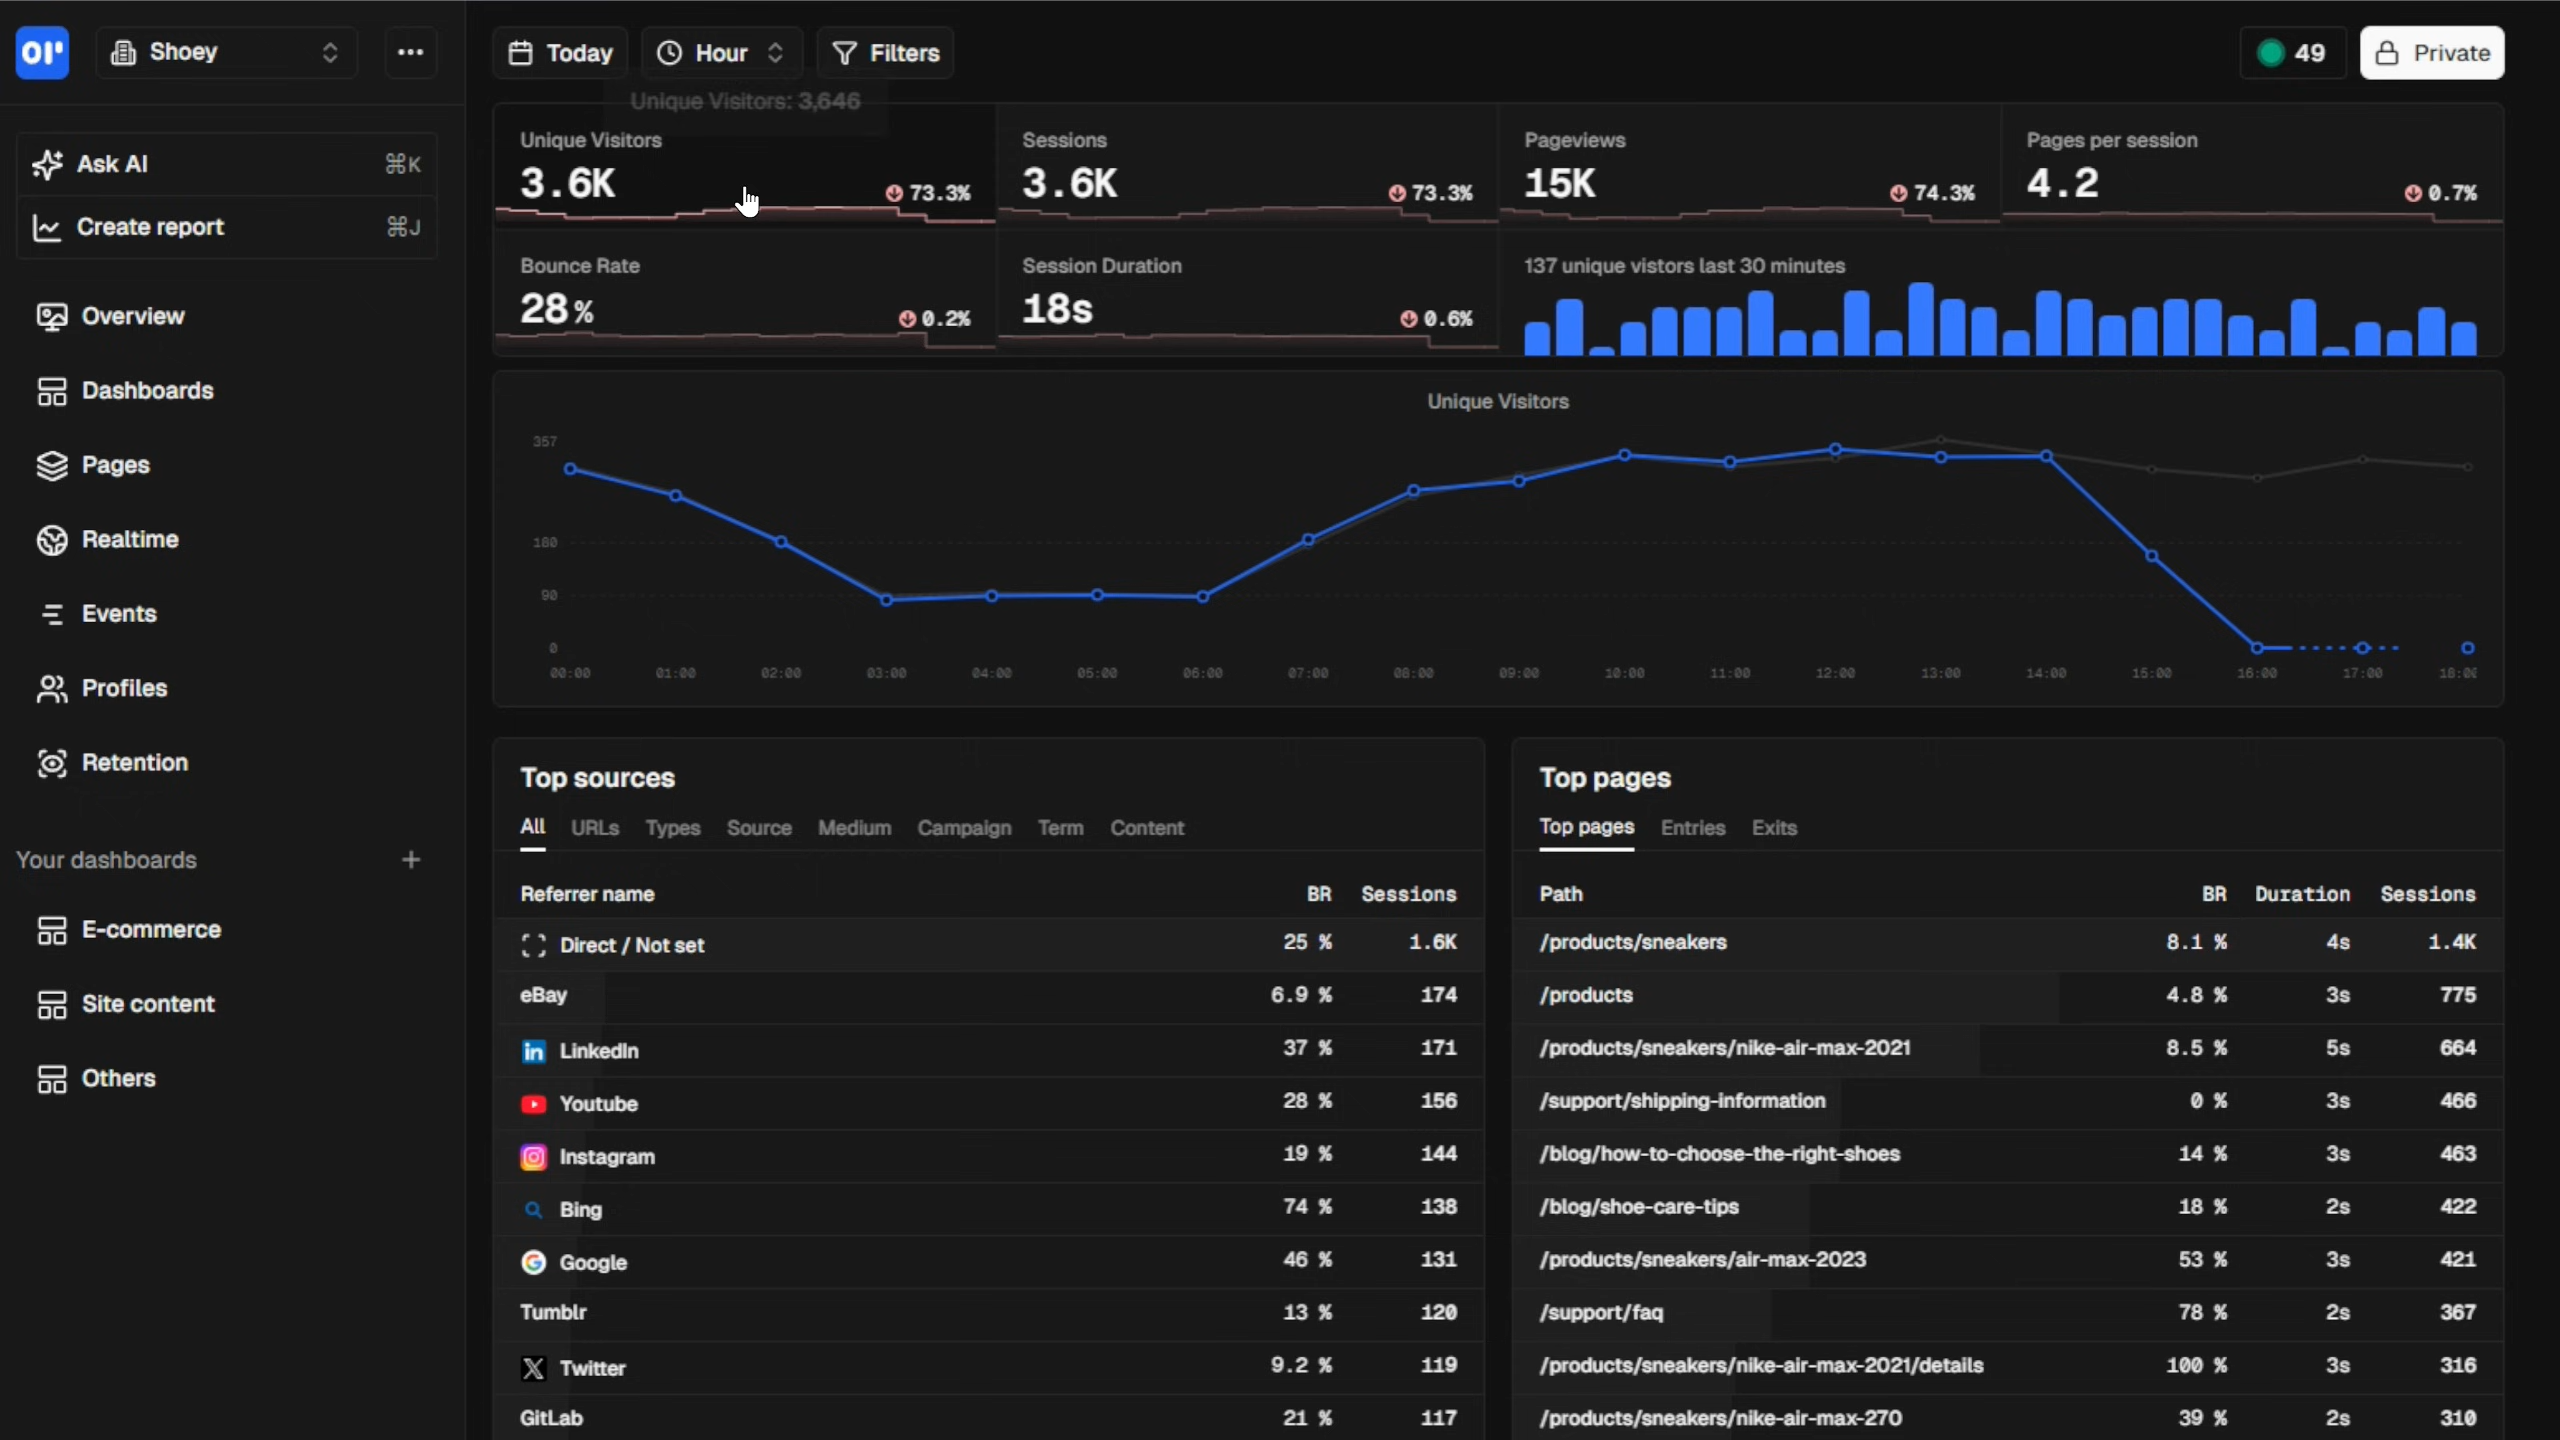 or
Shoey
Today
Hour
Filters
49
Private
Unique Visitors: 3,646
Ask AI
⌘K
Create report
⌘J
Overview
Dashboards
Pages
Realtime
Events
Profiles
Retention
Your dashboards
E-commerce
Site content
Others
Unique Visitors
3.6K
73.3%
Sessions
3.6K
73.3%
Pageviews
15K
74.3%
Pages per session
4.2
0.7%
Bounce Rate
28 %
0.2%
Session Duration
18s
0.6%
137 unique vistors last 30 minutes
Unique Visitors
357
180
90
0
00:00 01:00 02:00 03:00 04:00 05:00 06:00 07:00 08:00 09:00 10:00 11:00 12:00 13:00 14:00 15:00 16:00 17:00 18:00
Top sources
All URLs Types Source Medium Campaign Term Content
Referrer name BR Sessions
Direct / Not set 25 % 1.6K
eBay 6.9 % 174
LinkedIn 37 % 171
Youtube 28 % 156
Instagram 19 % 144
Bing 74 % 138
Google 46 % 131
Tumblr 13 % 120
Twitter 9.2 % 119
GitLab 21 % 117
Top pages
Top pages Entries Exits
Path BR Duration Sessions
/products/sneakers 8.1 % 4s 1.4K
/products 4.8 % 3s 775
/products/sneakers/nike-air-max-2021 8.5 % 5s 664
/support/shipping-information 0 % 3s 466
/blog/how-to-choose-the-right-shoes 14 % 3s 463
/blog/shoe-care-tips 18 % 2s 422
/products/sneakers/air-max-2023 53 % 3s 421
/support/faq 78 % 2s 367
/products/sneakers/nike-air-max-2021/details 100 % 3s 316
/products/sneakers/nike-air-max-270 39 % 2s 310